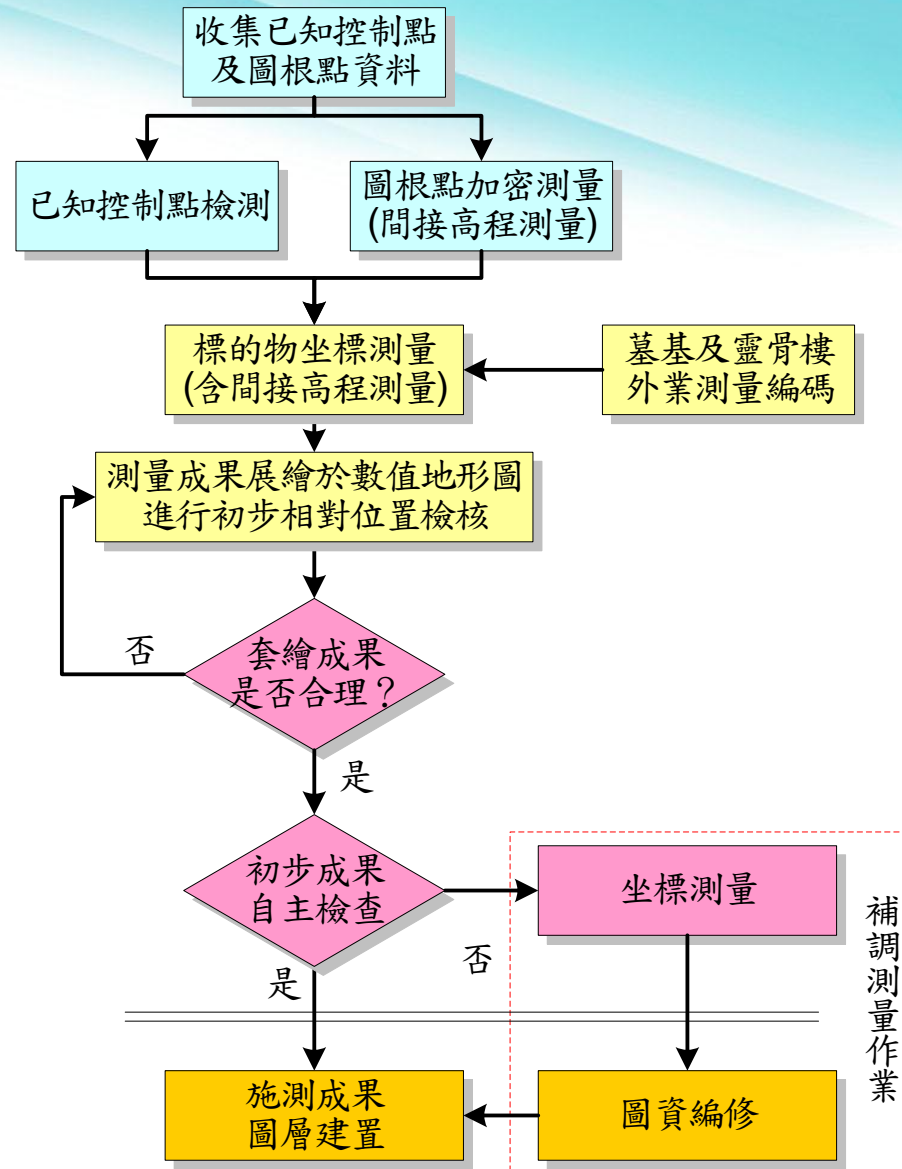 收集已知控制點
及圖根點資料
已知控制點檢測
圖根點加密測量
(間接高程測量)
標的物坐標測量
(含間接高程測量)
墓基及靈骨樓
外業測量編碼
測量成果展繪於數值地形圖
進行初步相對位置檢核
否
套繪成果
是否合理？
是
初步成果
自主檢查
坐標測量
否
是
補調測量作業
施測成果
圖層建置
圖資編修